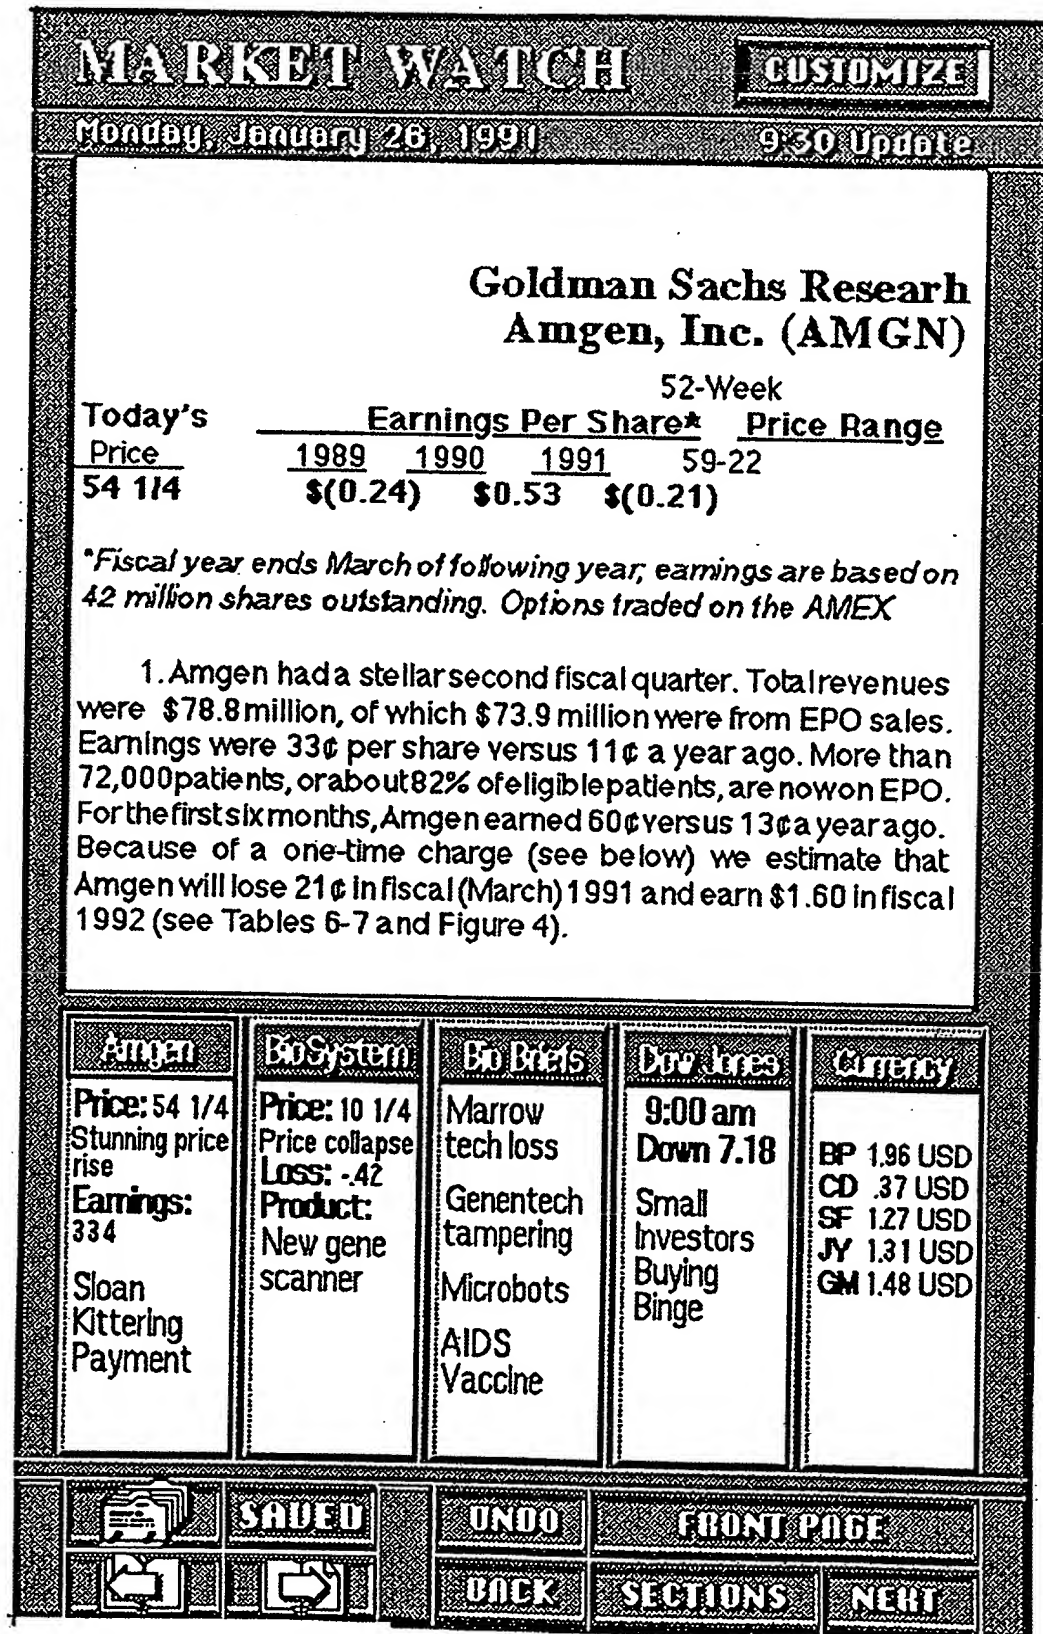 MARKET WATCH
CUSTOMIZE
Monday, January 26, 1991
9:30 Update
Goldman Sachs Researh
Amgen, Inc. (AMGN)
52-Week
Today's Earnings Per Share* Price Range
Price 1989 1990 1991 59-22
54 1/4 $(0.24) $0.53 $(0.21)
*Fiscal year ends March of following year; earnings are based on
42 million shares outstanding. Options traded on the AMEX
1. Amgen had a stellar second fiscal quarter. Total revenues
were $78.8 million, of which $73.9 million were from EPO sales.
Earnings were 33¢ per share versus 11¢ a year ago. More than
72,000 patients, or about 82% of eligible patients, are now on EPO.
For the first six months, Amgen earned 60¢ versus 13¢ a year ago.
Because of a one-time charge (see below) we estimate that
Amgen will lose 21¢ in fiscal (March) 1991 and earn $1.60 in fiscal
1992 (see Tables 6-7 and Figure 4).
Amgen
Price: 54 1/4
Stunning price
rise
Earnings:
334
Sloan
Kittering
Payment
BioSystem
Price: 10 1/4
Price collapse
Loss: -.42
Product:
New gene
scanner
Bio Briefs
Marrow
tech loss
Genentech
tampering
Microbots
AIDS
Vaccine
Dow Jones
9:00 am
Down 7.18
Small
Investors
Buying
Binge
Currency
BP 1.96 USD
CD .37 USD
SF 1.27 USD
JY 1.31 USD
GM 1.48 USD
SAVED
UNDO
FRONT PAGE
BACK
SECTIONS
NEXT